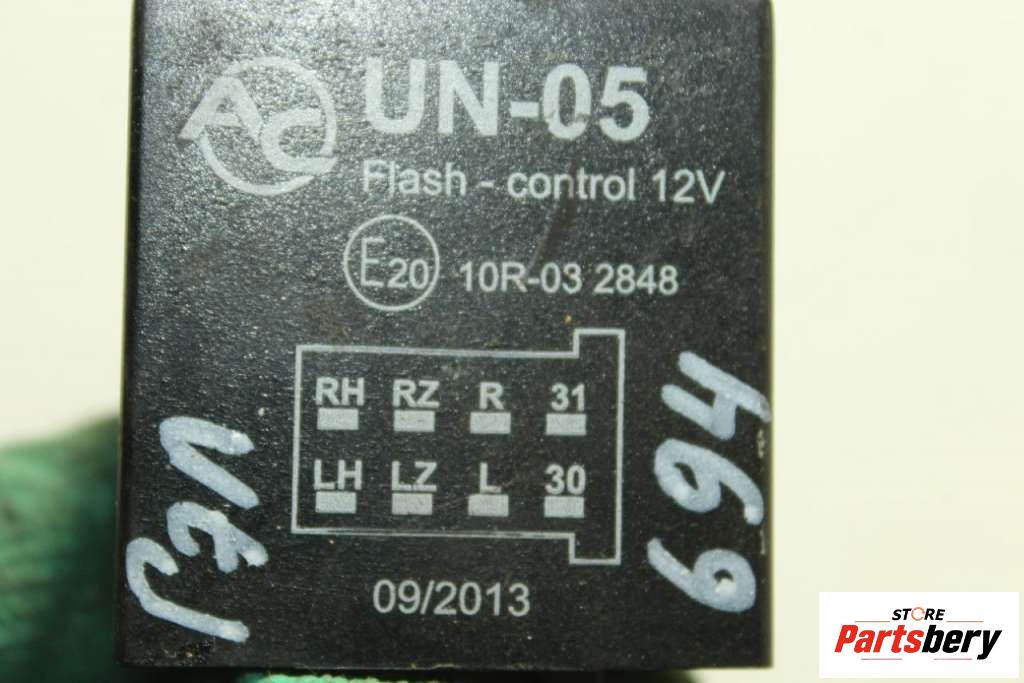 AC UN-05
Flash - control 12V
E20 10R-03 2848
RH RZ R 31
LH LZ L 30
09/2013
694
STORE
Partsbery